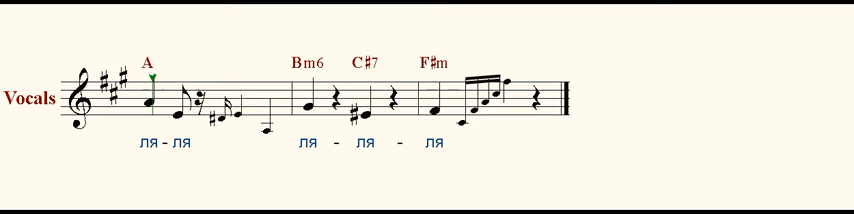 A Bm6 C♯7 F♯m
Vocals
ля - ля ля - ля - ля